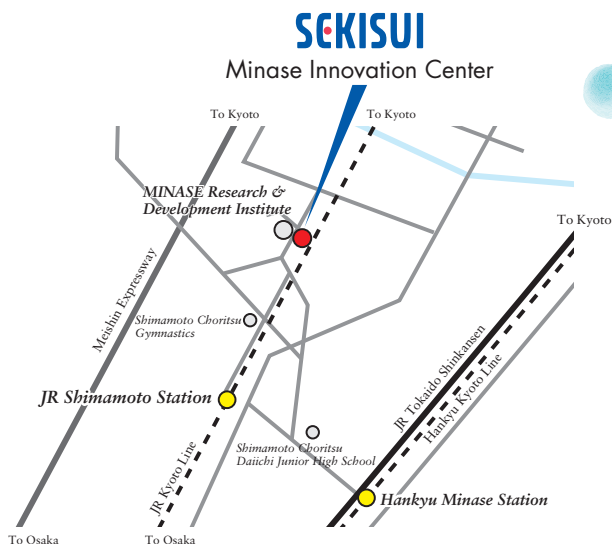 SEKISUI
Minase Innovation Center
To Kyoto
To Kyoto
MINASE Research &
Development Institute
To Kyoto
Meishin Expressway
Shimamoto Choritsu
Gymnastics
JR Tokaido Shinkansen
Hankyu Kyoto Line
JR Shimamoto Station
JR Kyoto Line
Shimamoto Choritsu
Daiichi Junior High School
Hankyu Minase Station
To Osaka
To Osaka